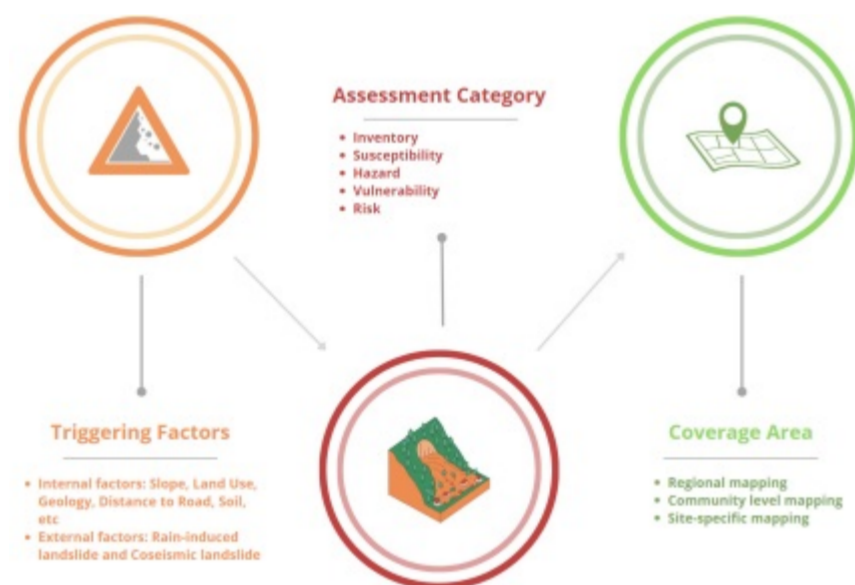 Assessment Category
• Inventory
• Susceptibility
• Hazard
• Vulnerability
• Risk
Triggering Factors
• Internal factors: Slope, Land Use,
Geology, Distance to Road, Soil,
etc
• External factors: Rain-induced
landslide and Coseismic landslide
Coverage Area
• Regional mapping
• Community level mapping
• Site-specific mapping